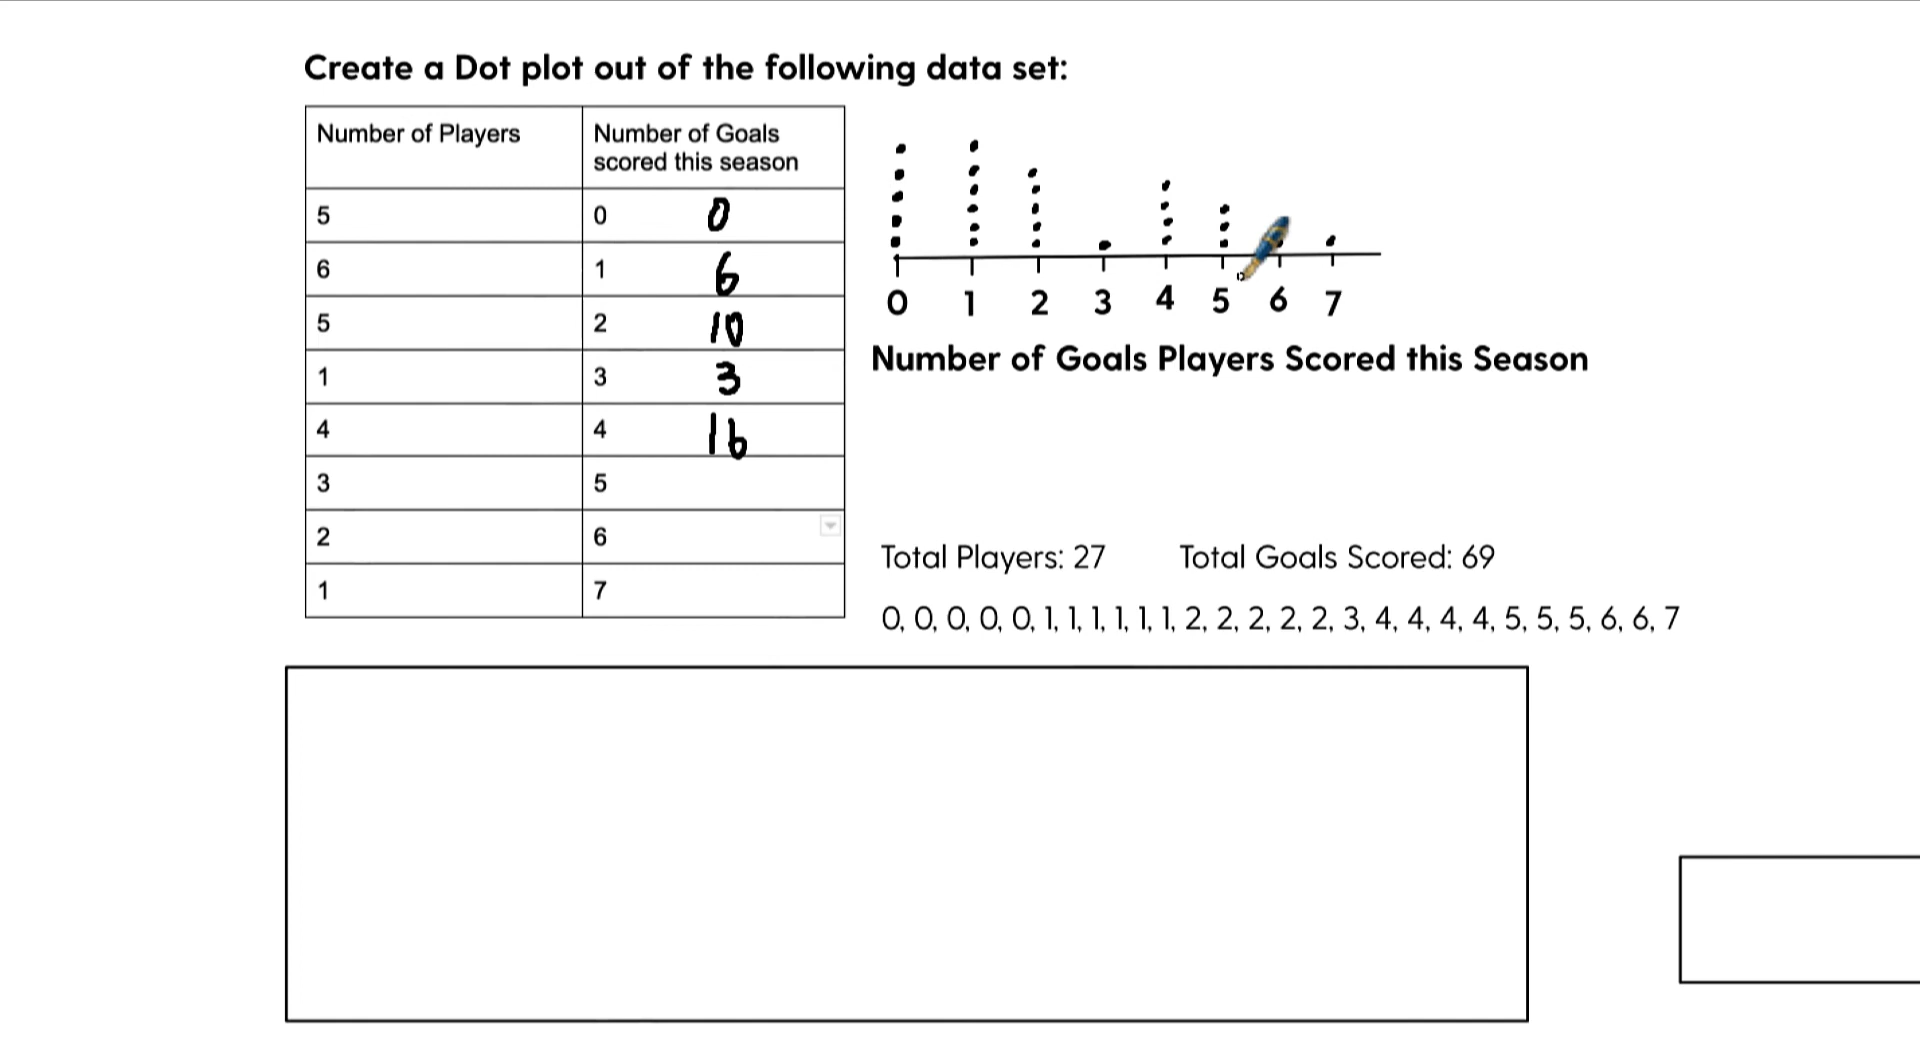 Create a Dot plot out of the following data set:
Number of Players
Number of Goals
scored this season
5 0 0
6 1 6
5 2 10
1 3 3
4 4 16
3 5
2 6
1 7
0 1 2 3 4 5 6 7
Number of Goals Players Scored this Season
Total Players: 27 Total Goals Scored: 69
0, 0, 0, 0, 0, 1, 1, 1, 1, 1, 1, 2, 2, 2, 2, 2, 3, 4, 4, 4, 4, 5, 5, 5, 6, 6, 7